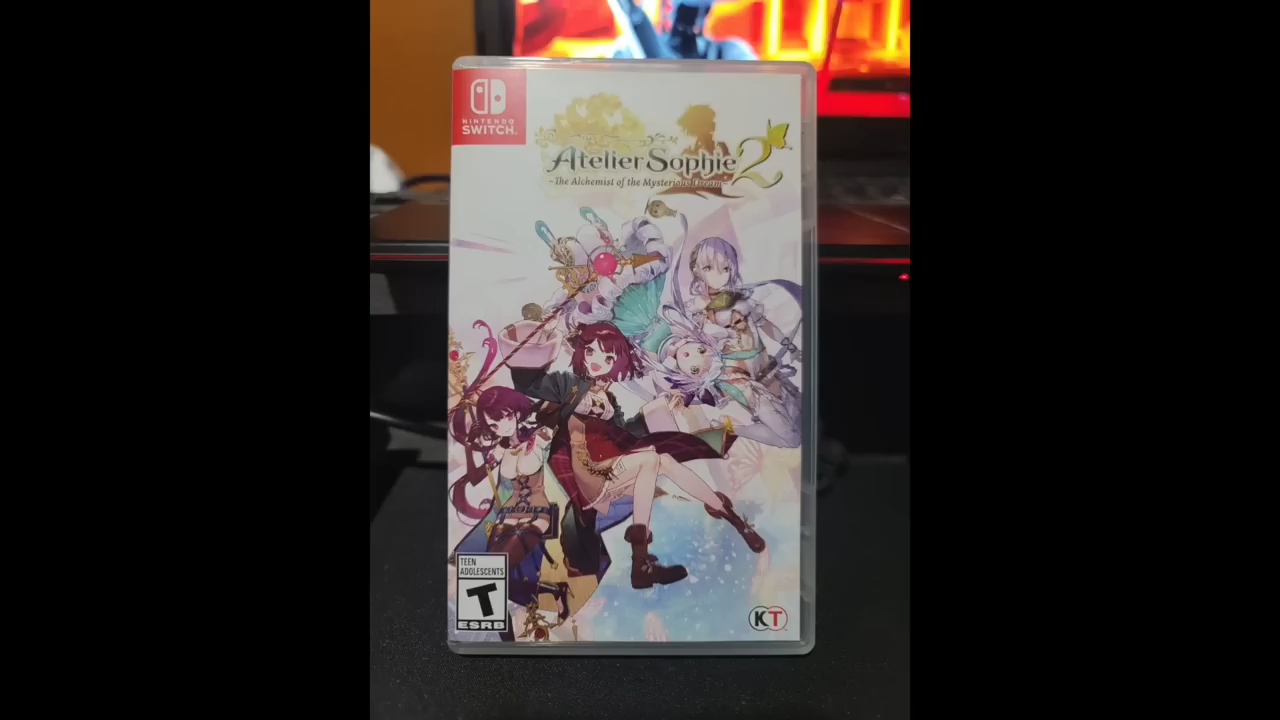 NINTENDO
SWITCH.
Atelier Sophie 2
~The Alchemist of the Mysterious Dream~
TEEN
ADOLESCENTS
T
ESRB
KT